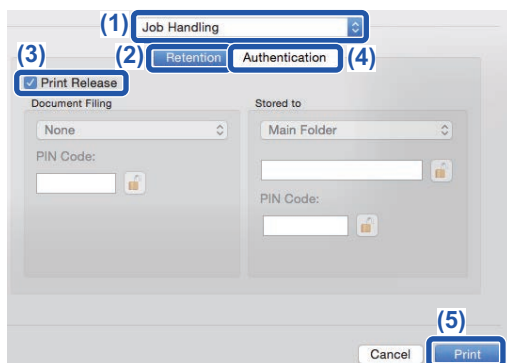 (1) Job Handling
(3) (2) Retention Authentication (4)
Print Release
Document Filing Stored to
None Main Folder
PIN Code:
PIN Code:
(5)
Cancel Print